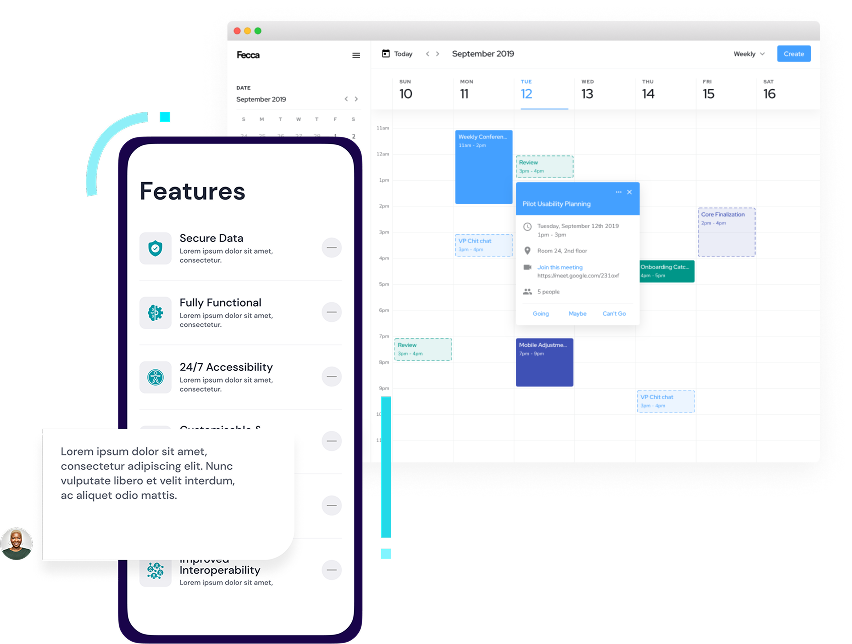 Fecca
DATE
September 2019
S M T W T F S
Today
September 2019
Weekly
Create
SUN
10
MON
11
TUE
12
WED
13
THU
14
FRI
15
SAT
16
11am
12am
1pm
2pm
3pm
4pm
5pm
6pm
7pm
8pm
9pm
Weekly Conferen...
11am - 2pm
Review
3pm - 4pm
VP Chit chat
3pm - 4pm
Pilot Usability Planning
Tuesday, September 12th 2019
1pm - 3pm
Room 24, 2nd floor
Join this meeting
https://meet.google.com/231oxf
5 people
Going
Maybe
Can't Go
Core Finalization
2pm - 4pm
Onboarding Catc...
4pm - 5pm
Review
3pm - 4pm
Mobile Adjustme...
7pm - 9pm
VP Chit chat
3pm - 4pm
Features
Secure Data
Lorem ipsum dolor sit amet,
consectetur.
Fully Functional
Lorem ipsum dolor sit amet,
consectetur.
24/7 Accessibility
Lorem ipsum dolor sit amet,
consectetur.
Lorem ipsum dolor sit amet,
consectetur adipiscing elit. Nunc
vulputate libero et velit interdum,
ac aliquet odio mattis.
Improved
Interoperability
Lorem ipsum dolor sit amet,